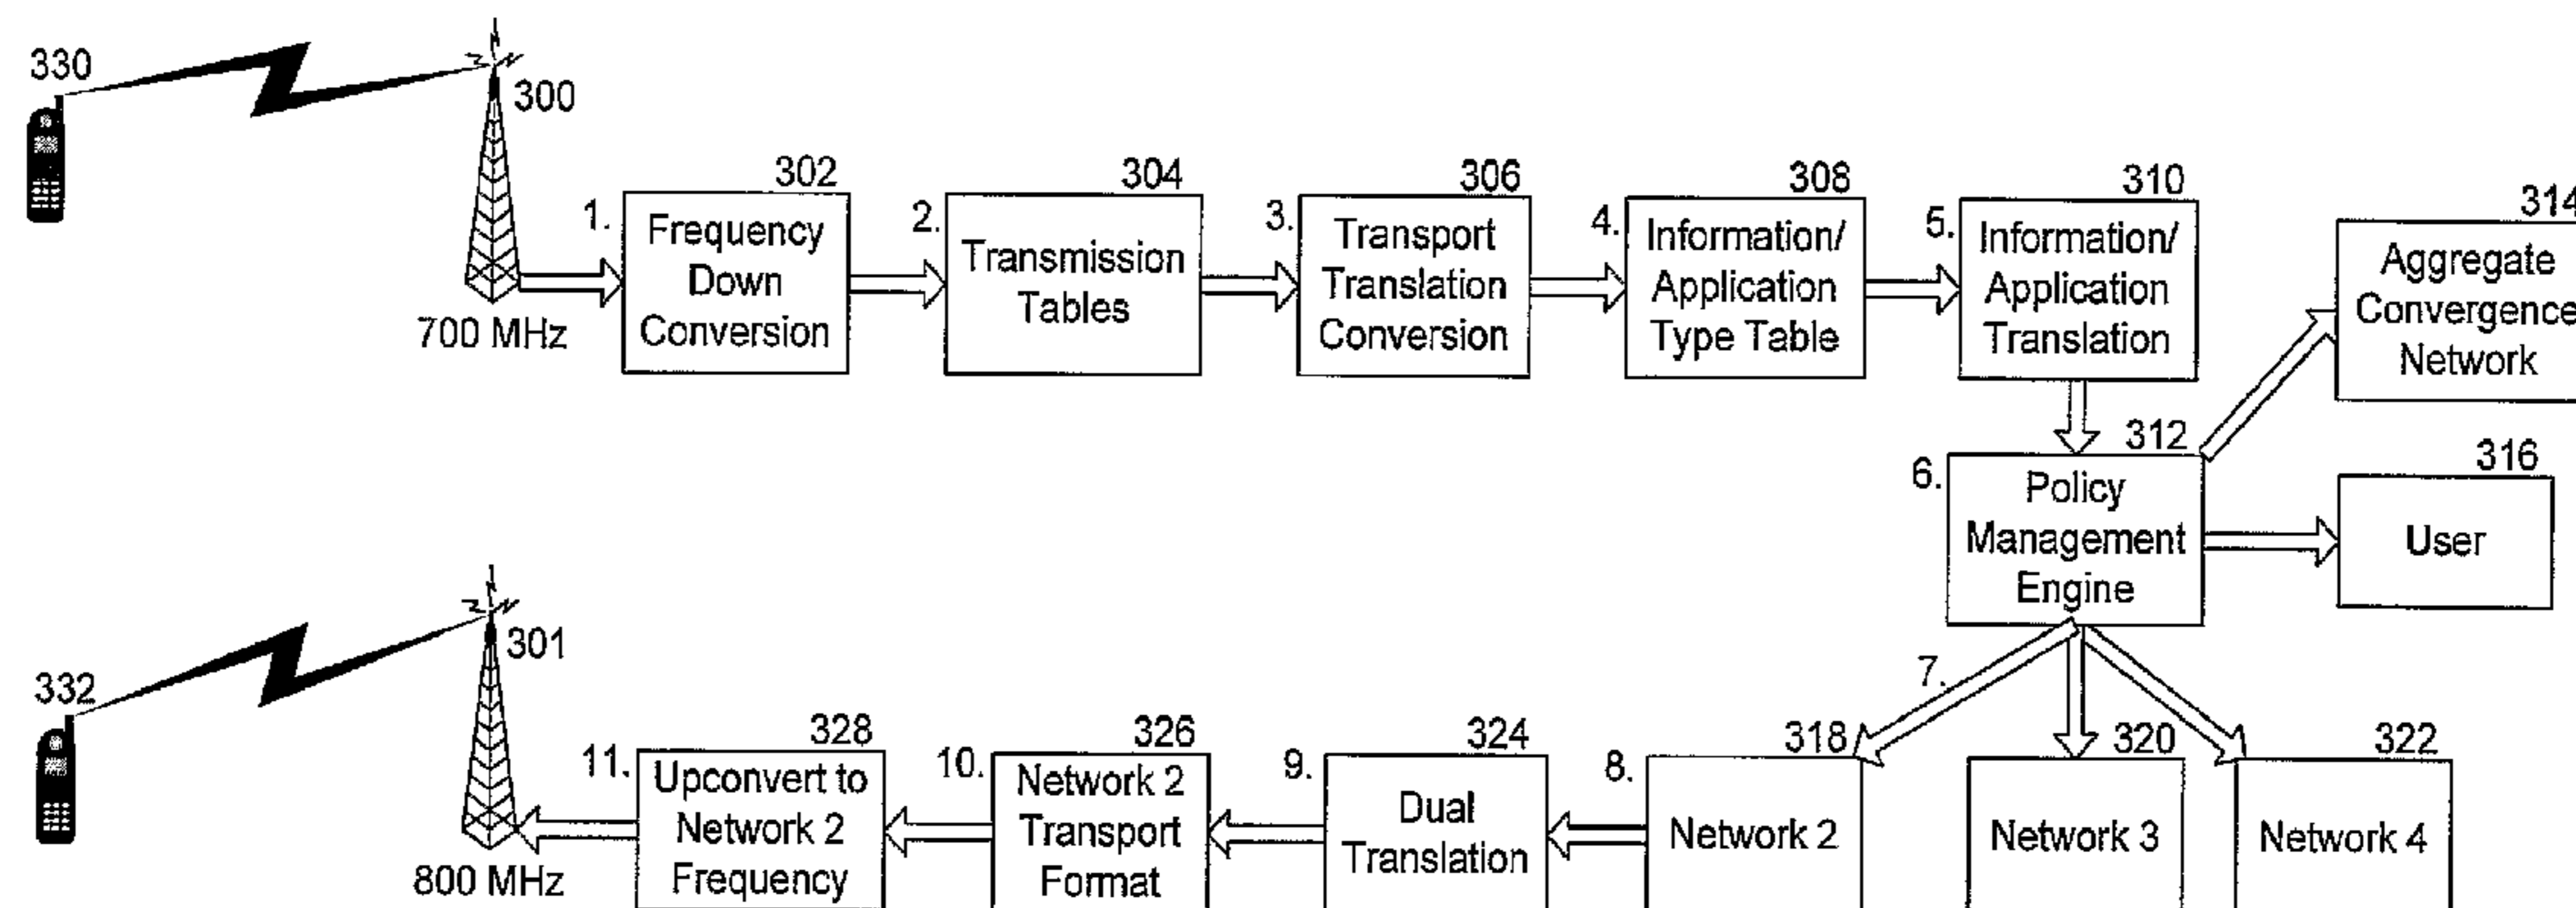 330
300
700 MHz
1.
302
Frequency
Down
Conversion
2.
304
Transmission
Tables
3.
306
Transport
Translation
Conversion
4.
308
Information/
Application
Type Table
5.
310
Information/
Application
Translation
314
Aggregate
Convergence
Network
6.
312
Policy
Management
Engine
316
User
7.
332
301
800 MHz
11.
328
Upconvert to
Network 2
Frequency
10.
326
Network 2
Transport
Format
9.
324
Dual
Translation
8.
318
Network 2
320
Network 3
322
Network 4